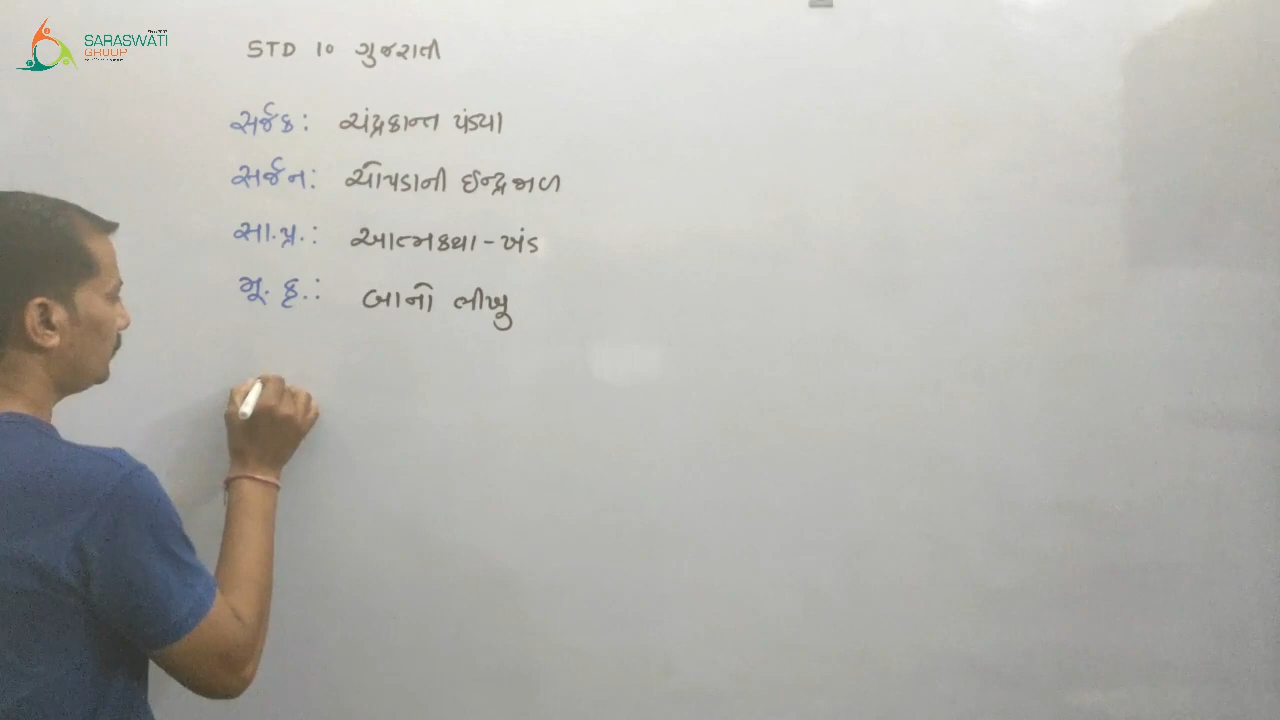 SARASWATI
GROUP
STD 10 ગુજરાતી
સર્જક : ચંદ્રકાન્ત પંડ્યા
સર્જન : ચોપડાની ઈન્દ્રજાળ
સા.પ્ર. : આત્મકથા - ખંડ
મૂ. કૃ. : બાનો ભીખુ